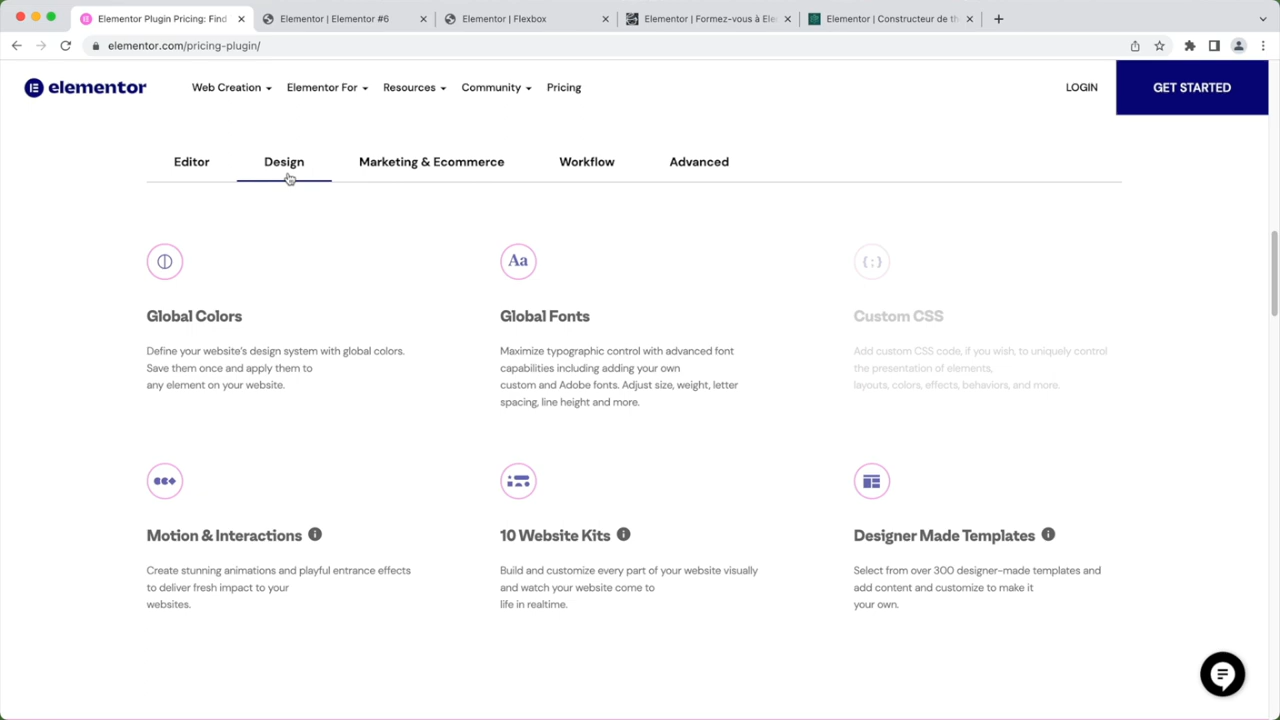 Elementor Plugin Pricing: Find
Elementor | Elementor #6
Elementor | Flexbox
Elementor | Formez-vous à Ele
Elementor | Constructeur de th
elementor.com/pricing-plugin/
elementor
Web Creation
Elementor For
Resources
Community
Pricing
LOGIN
GET STARTED
Editor
Design
Marketing & Ecommerce
Workflow
Advanced
Aa
{ ; }
Global Colors
Define your website's design system with global colors.
Save them once and apply them to
any element on your website.
Global Fonts
Maximize typographic control with advanced font
capabilities including adding your own
custom and Adobe fonts. Adjust size, weight, letter
spacing, line height and more.
Custom CSS
Add custom CSS code, if you wish, to uniquely control
the presentation of elements,
layouts, colors, effects, behaviors, and more.
Motion & Interactions
Create stunning animations and playful entrance effects
to deliver fresh impact to your
websites.
10 Website Kits
Build and customize every part of your website visually
and watch your website come to
life in realtime.
Designer Made Templates
Select from over 300 designer-made templates and
add content and customize to make it
your own.